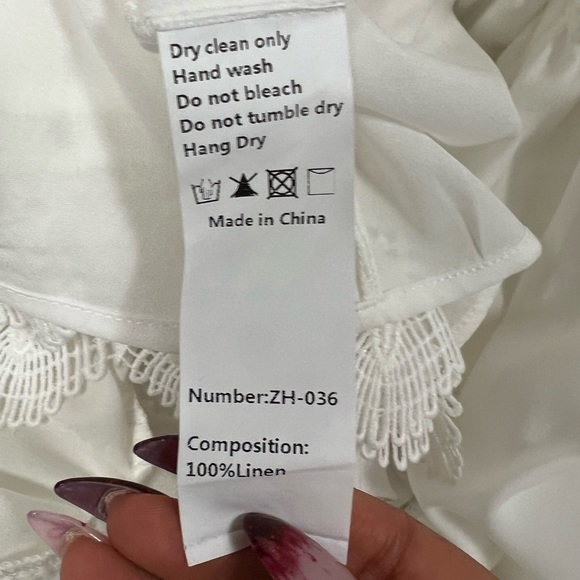 Dry clean only
Hand wash
Do not bleach
Do not tumble dry
Hang Dry
Made in China
Number:ZH-036
Composition:
100%Linen